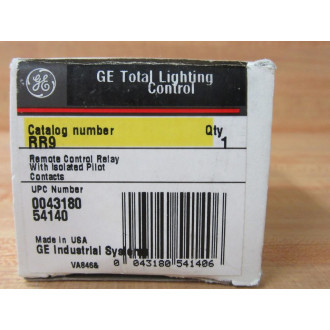 GE
GE Total Lighting
Control
Catalog number Qty
RR9 1
Remote Control Relay
With Isolated Pilot
Contacts
UPC Number
0043180
54140
Made in USA
GE Industrial Systems
VA8466
0 043180 541406